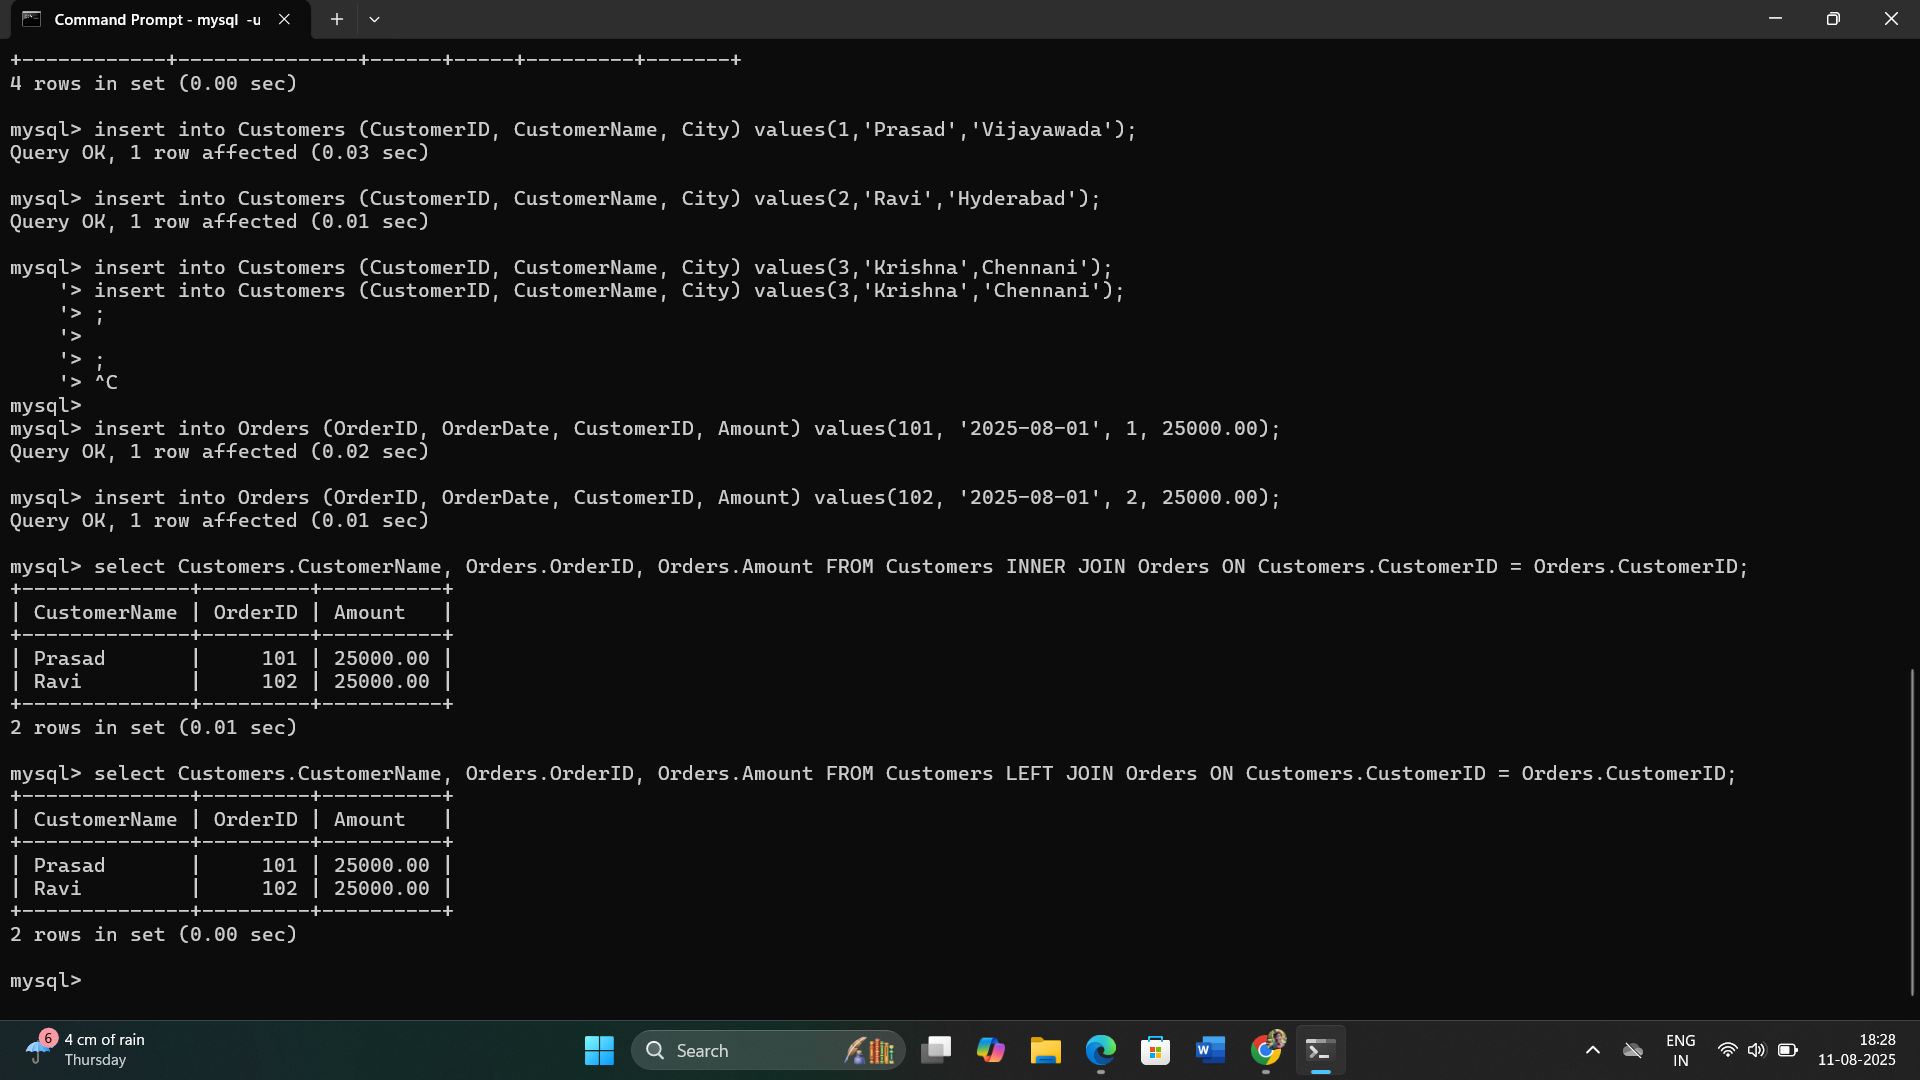 Command Prompt - mysql -u
+------------+---------------+------+-----+---------+-------+
4 rows in set (0.00 sec)
mysql> insert into Customers (CustomerID, CustomerName, City) values(1,'Prasad','Vijayawada');
Query OK, 1 row affected (0.03 sec)
mysql> insert into Customers (CustomerID, CustomerName, City) values(2,'Ravi','Hyderabad');
Query OK, 1 row affected (0.01 sec)
mysql> insert into Customers (CustomerID, CustomerName, City) values(3,'Krishna',Chennani');
    '> insert into Customers (CustomerID, CustomerName, City) values(3,'Krishna','Chennani');
    '> ;
    '>
    '> ;
    '> ^C
mysql>
mysql> insert into Orders (OrderID, OrderDate, CustomerID, Amount) values(101, '2025-08-01', 1, 25000.00);
Query OK, 1 row affected (0.02 sec)
mysql> insert into Orders (OrderID, OrderDate, CustomerID, Amount) values(102, '2025-08-01', 2, 25000.00);
Query OK, 1 row affected (0.01 sec)
mysql> select Customers.CustomerName, Orders.OrderID, Orders.Amount FROM Customers INNER JOIN Orders ON Customers.CustomerID = Orders.CustomerID;
+--------------+---------+----------+
| CustomerName | OrderID | Amount   |
+--------------+---------+----------+
| Prasad       |     101 | 25000.00 |
| Ravi         |     102 | 25000.00 |
+--------------+---------+----------+
2 rows in set (0.01 sec)
mysql> select Customers.CustomerName, Orders.OrderID, Orders.Amount FROM Customers LEFT JOIN Orders ON Customers.CustomerID = Orders.CustomerID;
+--------------+---------+----------+
| CustomerName | OrderID | Amount   |
+--------------+---------+----------+
| Prasad       |     101 | 25000.00 |
| Ravi         |     102 | 25000.00 |
+--------------+---------+----------+
2 rows in set (0.00 sec)
mysql>
6
4 cm of rain
Thursday
Search
W
ENG
IN
18:28
11-08-2025